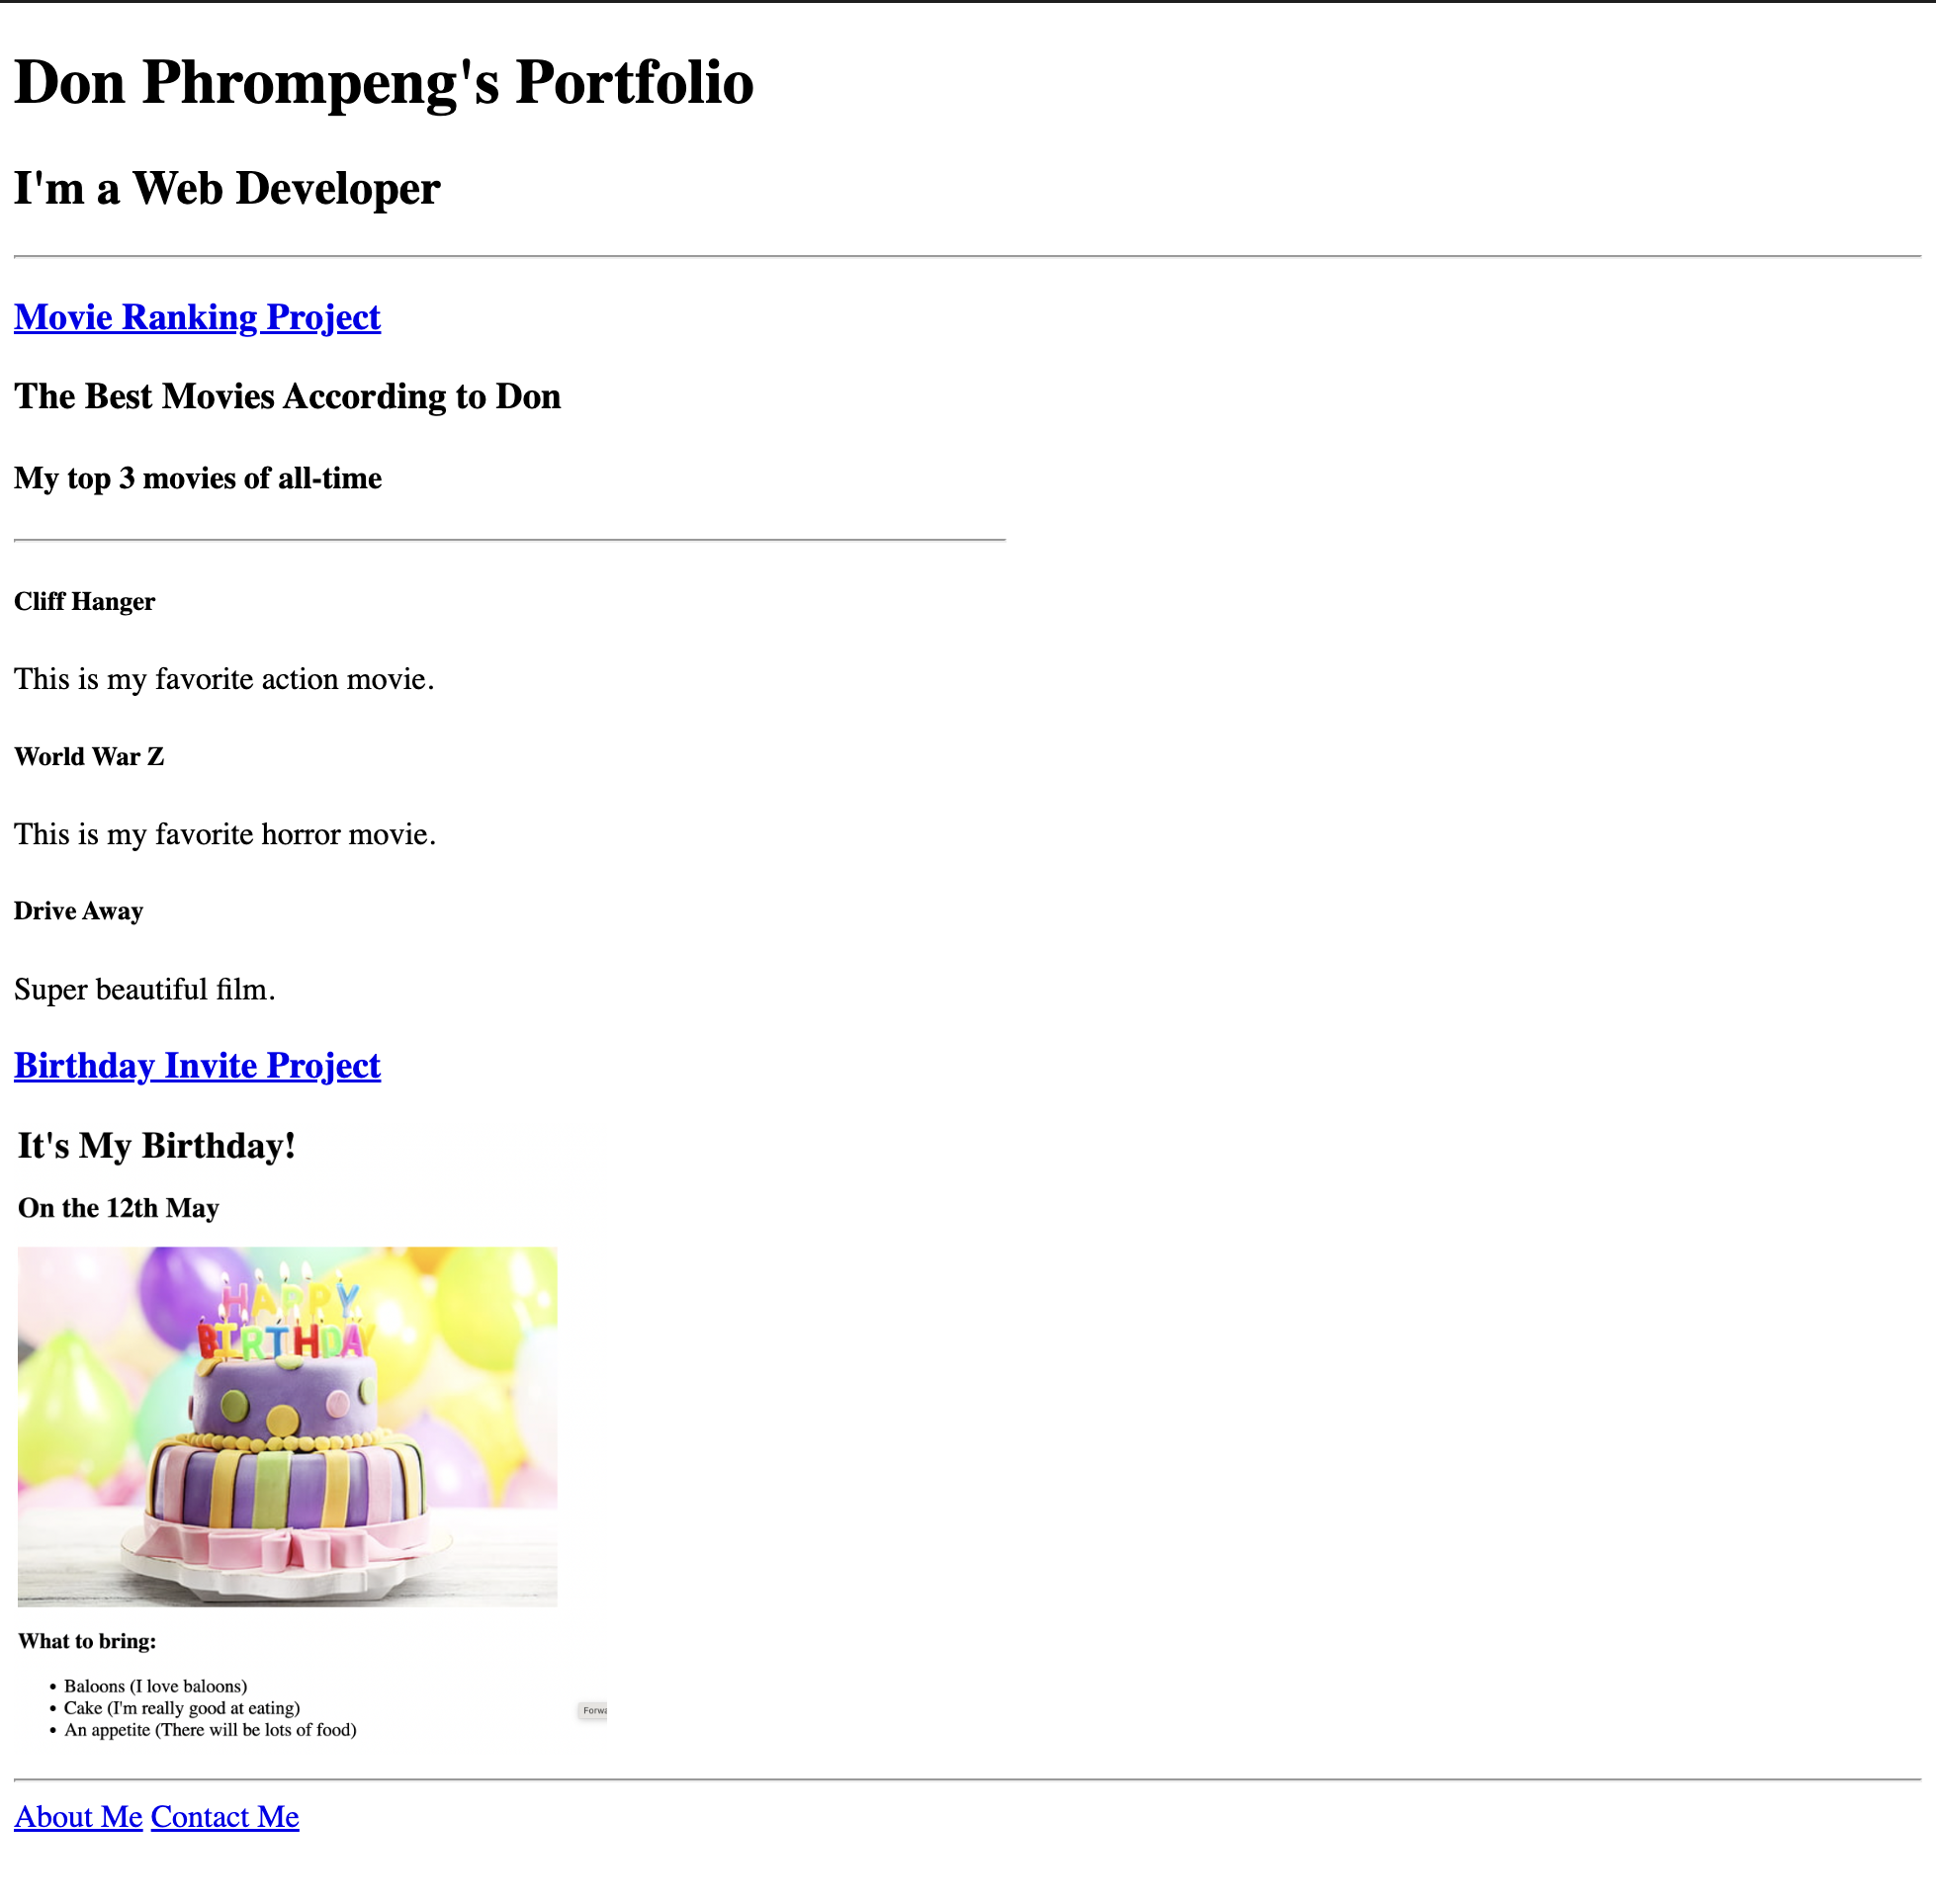 Don Phrompeng's Portfolio
I'm a Web Developer
Movie Ranking Project
The Best Movies According to Don
My top 3 movies of all-time
Cliff Hanger
This is my favorite action movie.
World War Z
This is my favorite horror movie.
Drive Away
Super beautiful film.
Birthday Invite Project
It's My Birthday!
On the 12th May
HAPPY
BIRTHDAY
What to bring:
• Baloons (I love baloons)
• Cake (I'm really good at eating)
• An appetite (There will be lots of food)
Forwa
About Me Contact Me